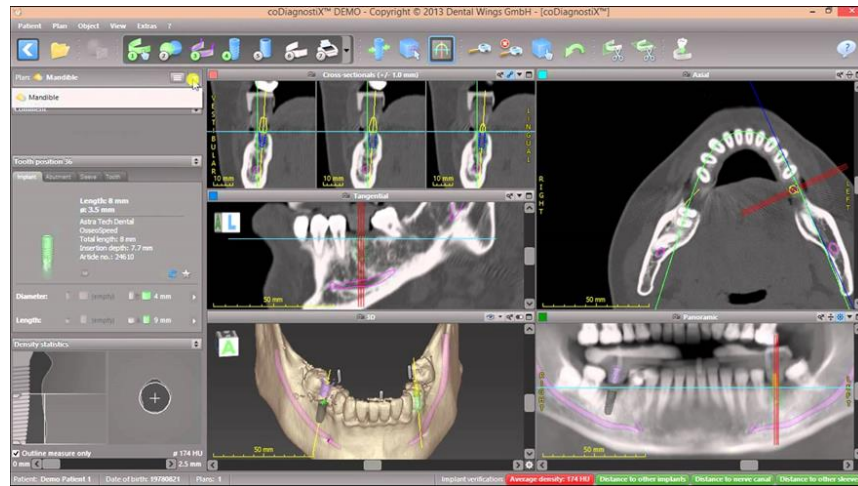 coDiagnostiX™ DEMO - Copyright © 2013 Dental Wings GmbH - [coDiagnostiX™]
Patient Plan Object View Extras ?
Plan: Mandible
Mandible
Comment
Tooth position 36
Implant Abutment Sleeve Tooth
Length: 8 mm
ø: 3.5 mm
Astra Tech Dental
OsseoSpeed
Total length: 8 mm
Insertion depth: 7.7 mm
Article no.: 24610
Diameter: (empty) 4 mm
Length: (empty) 9 mm
Density statistics
Outline measure only ø 174 HU
0 mm 2.5 mm
Cross-sectionals (+/- 1.0 mm)
VESTIBULAR
LINGUAL
10 mm 10 mm 10 mm
Axial
RIGHT
LEFT
50 mm
Tangential
L
50 mm
3D
A
50 mm
Panoramic
RIGHT
LEFT
50 mm
Patient: Demo Patient 1 Date of birth: 19780821 Plans: 1 Implant verification: Average density: 174 HU Distance to other implants Distance to nerve canal Distance to other sleeves